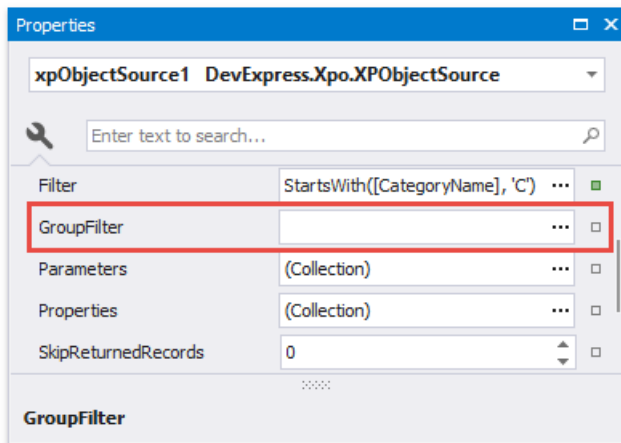 Properties
xpObjectSource1 DevExpress.Xpo.XPObjectSource
Enter text to search...
Filter StartsWith([CategoryName], 'C') ...
GroupFilter ...
Parameters (Collection) ...
Properties (Collection) ...
SkipReturnedRecords 0
GroupFilter